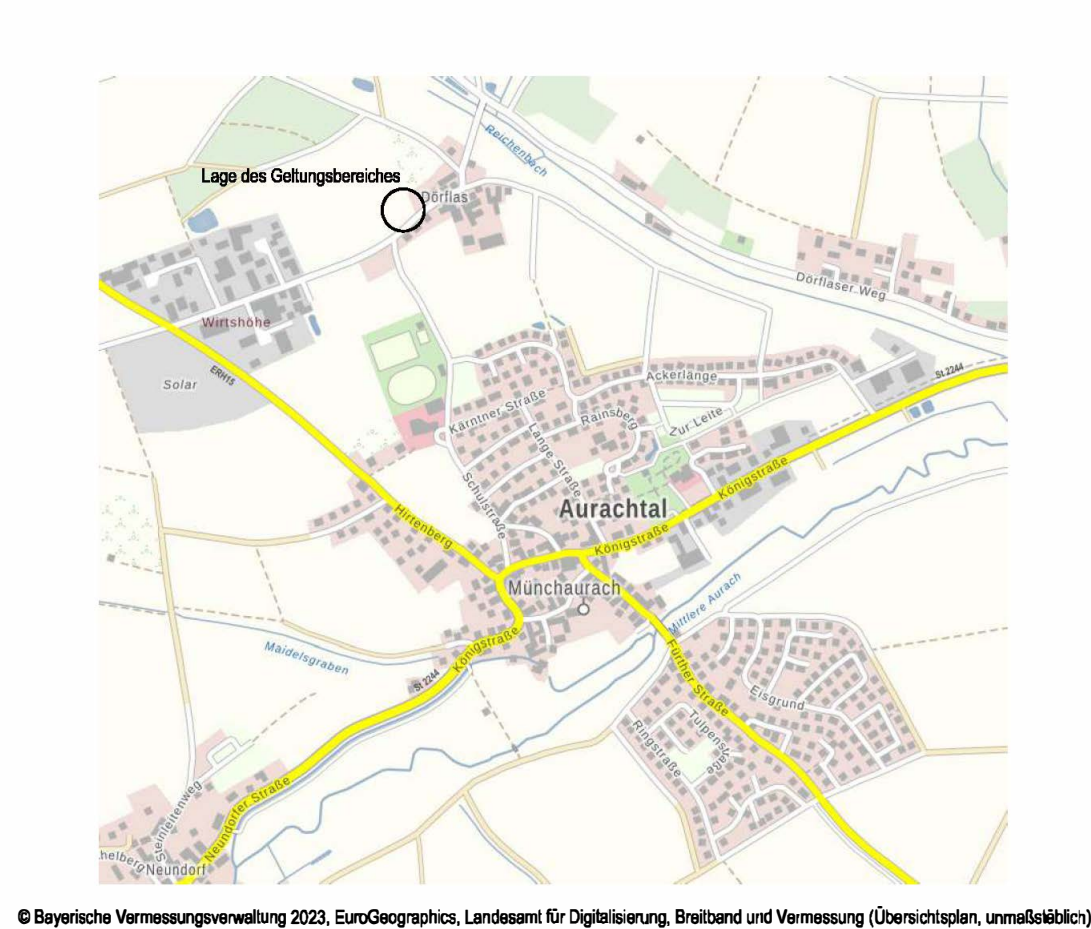 Reichenbach
Lage des Geltungsbereiches
Dörflas
Dörflaser Weg
Wirtshöhe
ERH15
Solar
St 2244
Ackerlänge
Kärntner Straße
Rainsberg
Zur Leite
Lange Straße
Schulstraße
Königstraße
Aurachtal
Hirtenberg
Königstraße
Münchaurach
Mittlere Aurach
Maidelsgraben
Königstraße
St 2244
Fürther Straße
Eisgrund
Tulpenstraße
Ringstraße
Steinleitenweg
Neundorfer Straße
helberg
Neundorf
© Bayerische Vermessungsverwaltung 2023, EuroGeographics, Landesamt für Digitalisierung, Breitband und Vermessung (Übersichtsplan, unmaßstäblich)